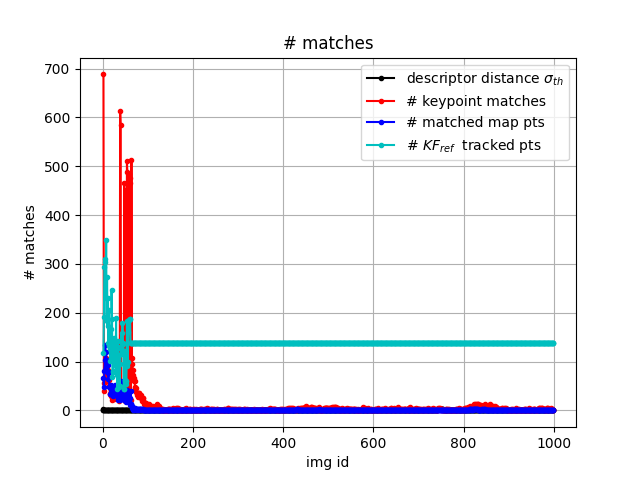 # matches
700
600
500
400
300
200
100
0
# matches
descriptor distance σth
# keypoint matches
# matched map pts
# KFref tracked pts
0 200 400 600 800 1000
img id